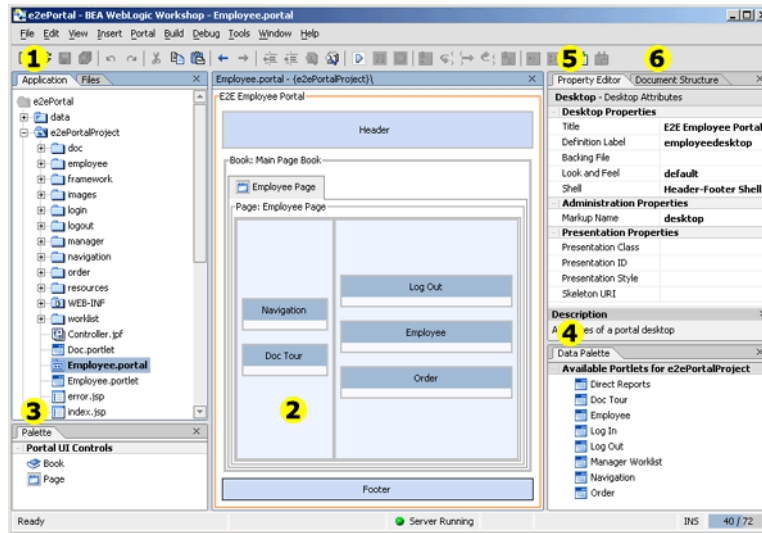 e2ePortal - BEA WebLogic Workshop - Employee.portal
File Edit View Insert Portal Build Debug Tools Window Help
1
5
6
Application Files
e2ePortal
data
e2ePortalProject
doc
employee
framework
images
login
logout
manager
navigation
order
resources
WEB-INF
worklist
Controller.jpf
Doc.portlet
Employee.portal
Employee.portlet
error.jsp
index.jsp
3
Palette
Portal UI Controls
Book
Page
Employee.portal - {e2ePortalProject}\
E2E Employee Portal
Header
Book: Main Page Book
Employee Page
Page: Employee Page
Navigation
Doc Tour
2
Log Out
Employee
Order
Footer
Property Editor Document Structure
Desktop - Desktop Attributes
Desktop Properties
Title E2E Employee Portal
Definition Label employeedesktop
Backing File
Look and Feel default
Shell Header-Footer Shell
Administration Properties
Markup Name desktop
Presentation Properties
Presentation Class
Presentation ID
Presentation Style
Skeleton URI
Description
4
of a portal desktop
Data Palette
Available Portlets for e2ePortalProject
Direct Reports
Doc Tour
Employee
Log In
Log Out
Manager Worklist
Navigation
Order
Ready Server Running INS 40 / 72